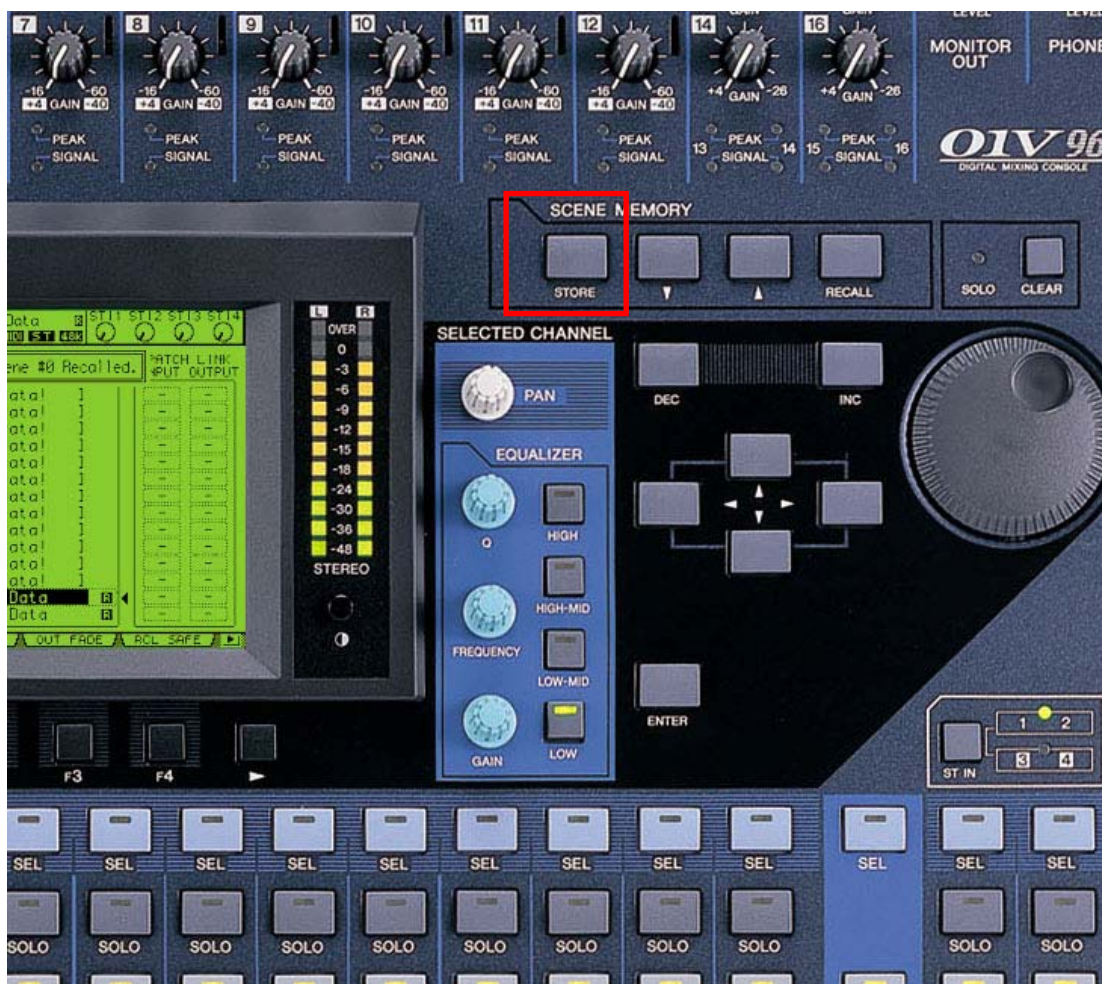 7 8 9 10 11 12 14 16
LEVEL
MONITOR OUT
PHONE
-16 -60 -16 -60 -16 -60 -16 -60 -16 -60 -16 -60
+4 GAIN -40 +4 GAIN -40 +4 GAIN -40 +4 GAIN -40 +4 GAIN -40 +4 GAIN -40 +4 GAIN -26 +4 GAIN -26
PEAK PEAK PEAK PEAK PEAK PEAK 13 PEAK 14 15 PEAK 16
SIGNAL SIGNAL SIGNAL SIGNAL SIGNAL SIGNAL SIGNAL SIGNAL
01V 96
DIGITAL MIXING CONSOLE
SCENE MEMORY
STORE ▼ ▲ RECALL
SOLO CLEAR
Data R ST1 ST2 ST3 ST4
ST 48k
ene #0 Recalled.
PATCH LINK
INPUT OUTPUT
ata! ]
ata! ]
ata! ]
ata! ]
ata! ]
ata! ]
ata! ]
ata! ]
ata! ]
ata! ]
ata! ]
ata! ]
Data R
Data R
OUT FADE RCL SAFE
L R
OVER
0
-3
-6
-9
-12
-15
-18
-24
-30
-36
-48
STEREO
SELECTED CHANNEL
PAN
EQUALIZER
Q HIGH
HIGH-MID
FREQUENCY
LOW-MID
GAIN LOW
DEC INC
ENTER
F3 F4
ST IN
1 2
3 4
SEL SEL SEL SEL SEL SEL SEL SEL SEL SEL SEL SEL
SOLO SOLO SOLO SOLO SOLO SOLO SOLO SOLO SOLO SOLO SOLO